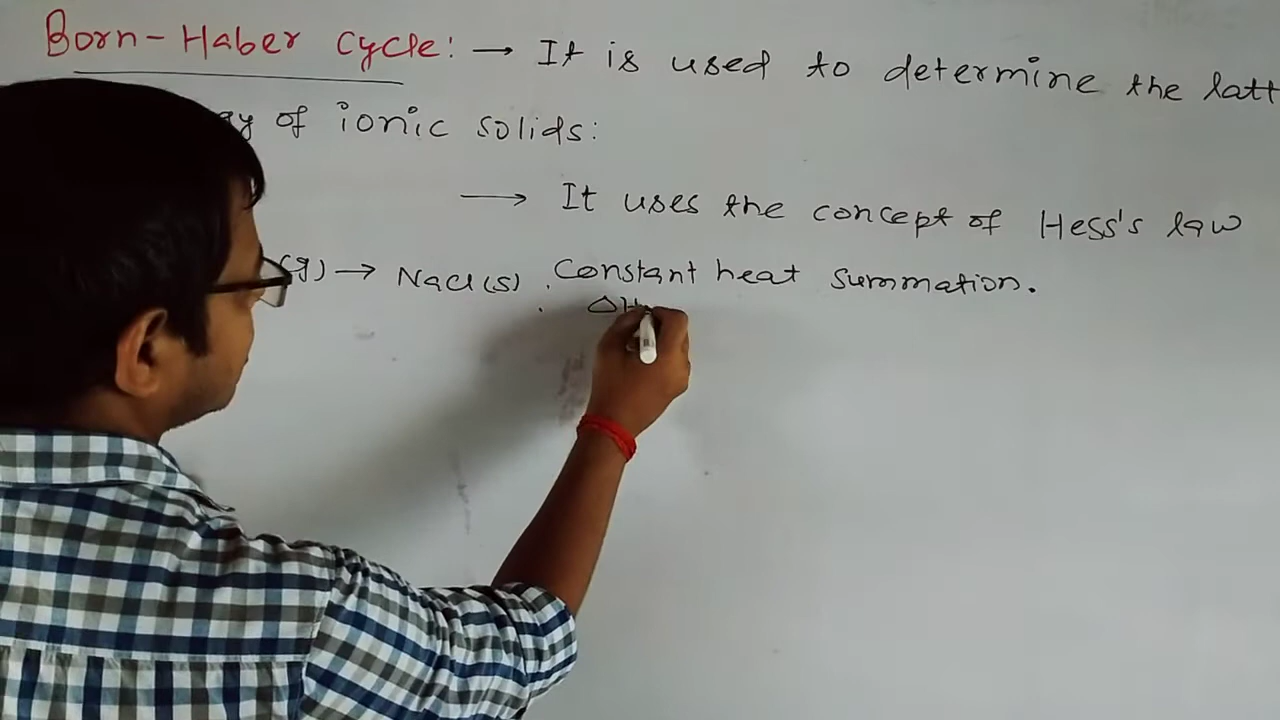 Born-Haber Cycle: → It is used to determine the latt
of ionic solids:
→ It uses the concept of Hess's law
(g) → NaCl(s). Constant heat summation.
ΔH